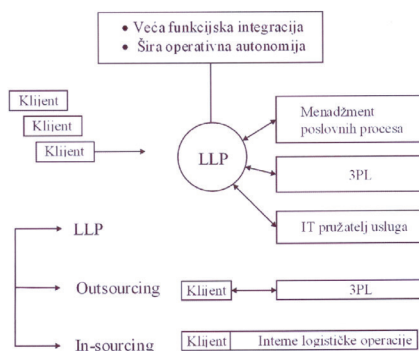 • Veća funkcijska integracija
• Šira operativna autonomija
Klijent
Klijent
Klijent
LLP
Menadžment
poslovnih procesa
3PL
IT pružatelj usluga
LLP
Outsourcing
Klijent
3PL
In-sourcing
Klijent
Interne logističke operacije